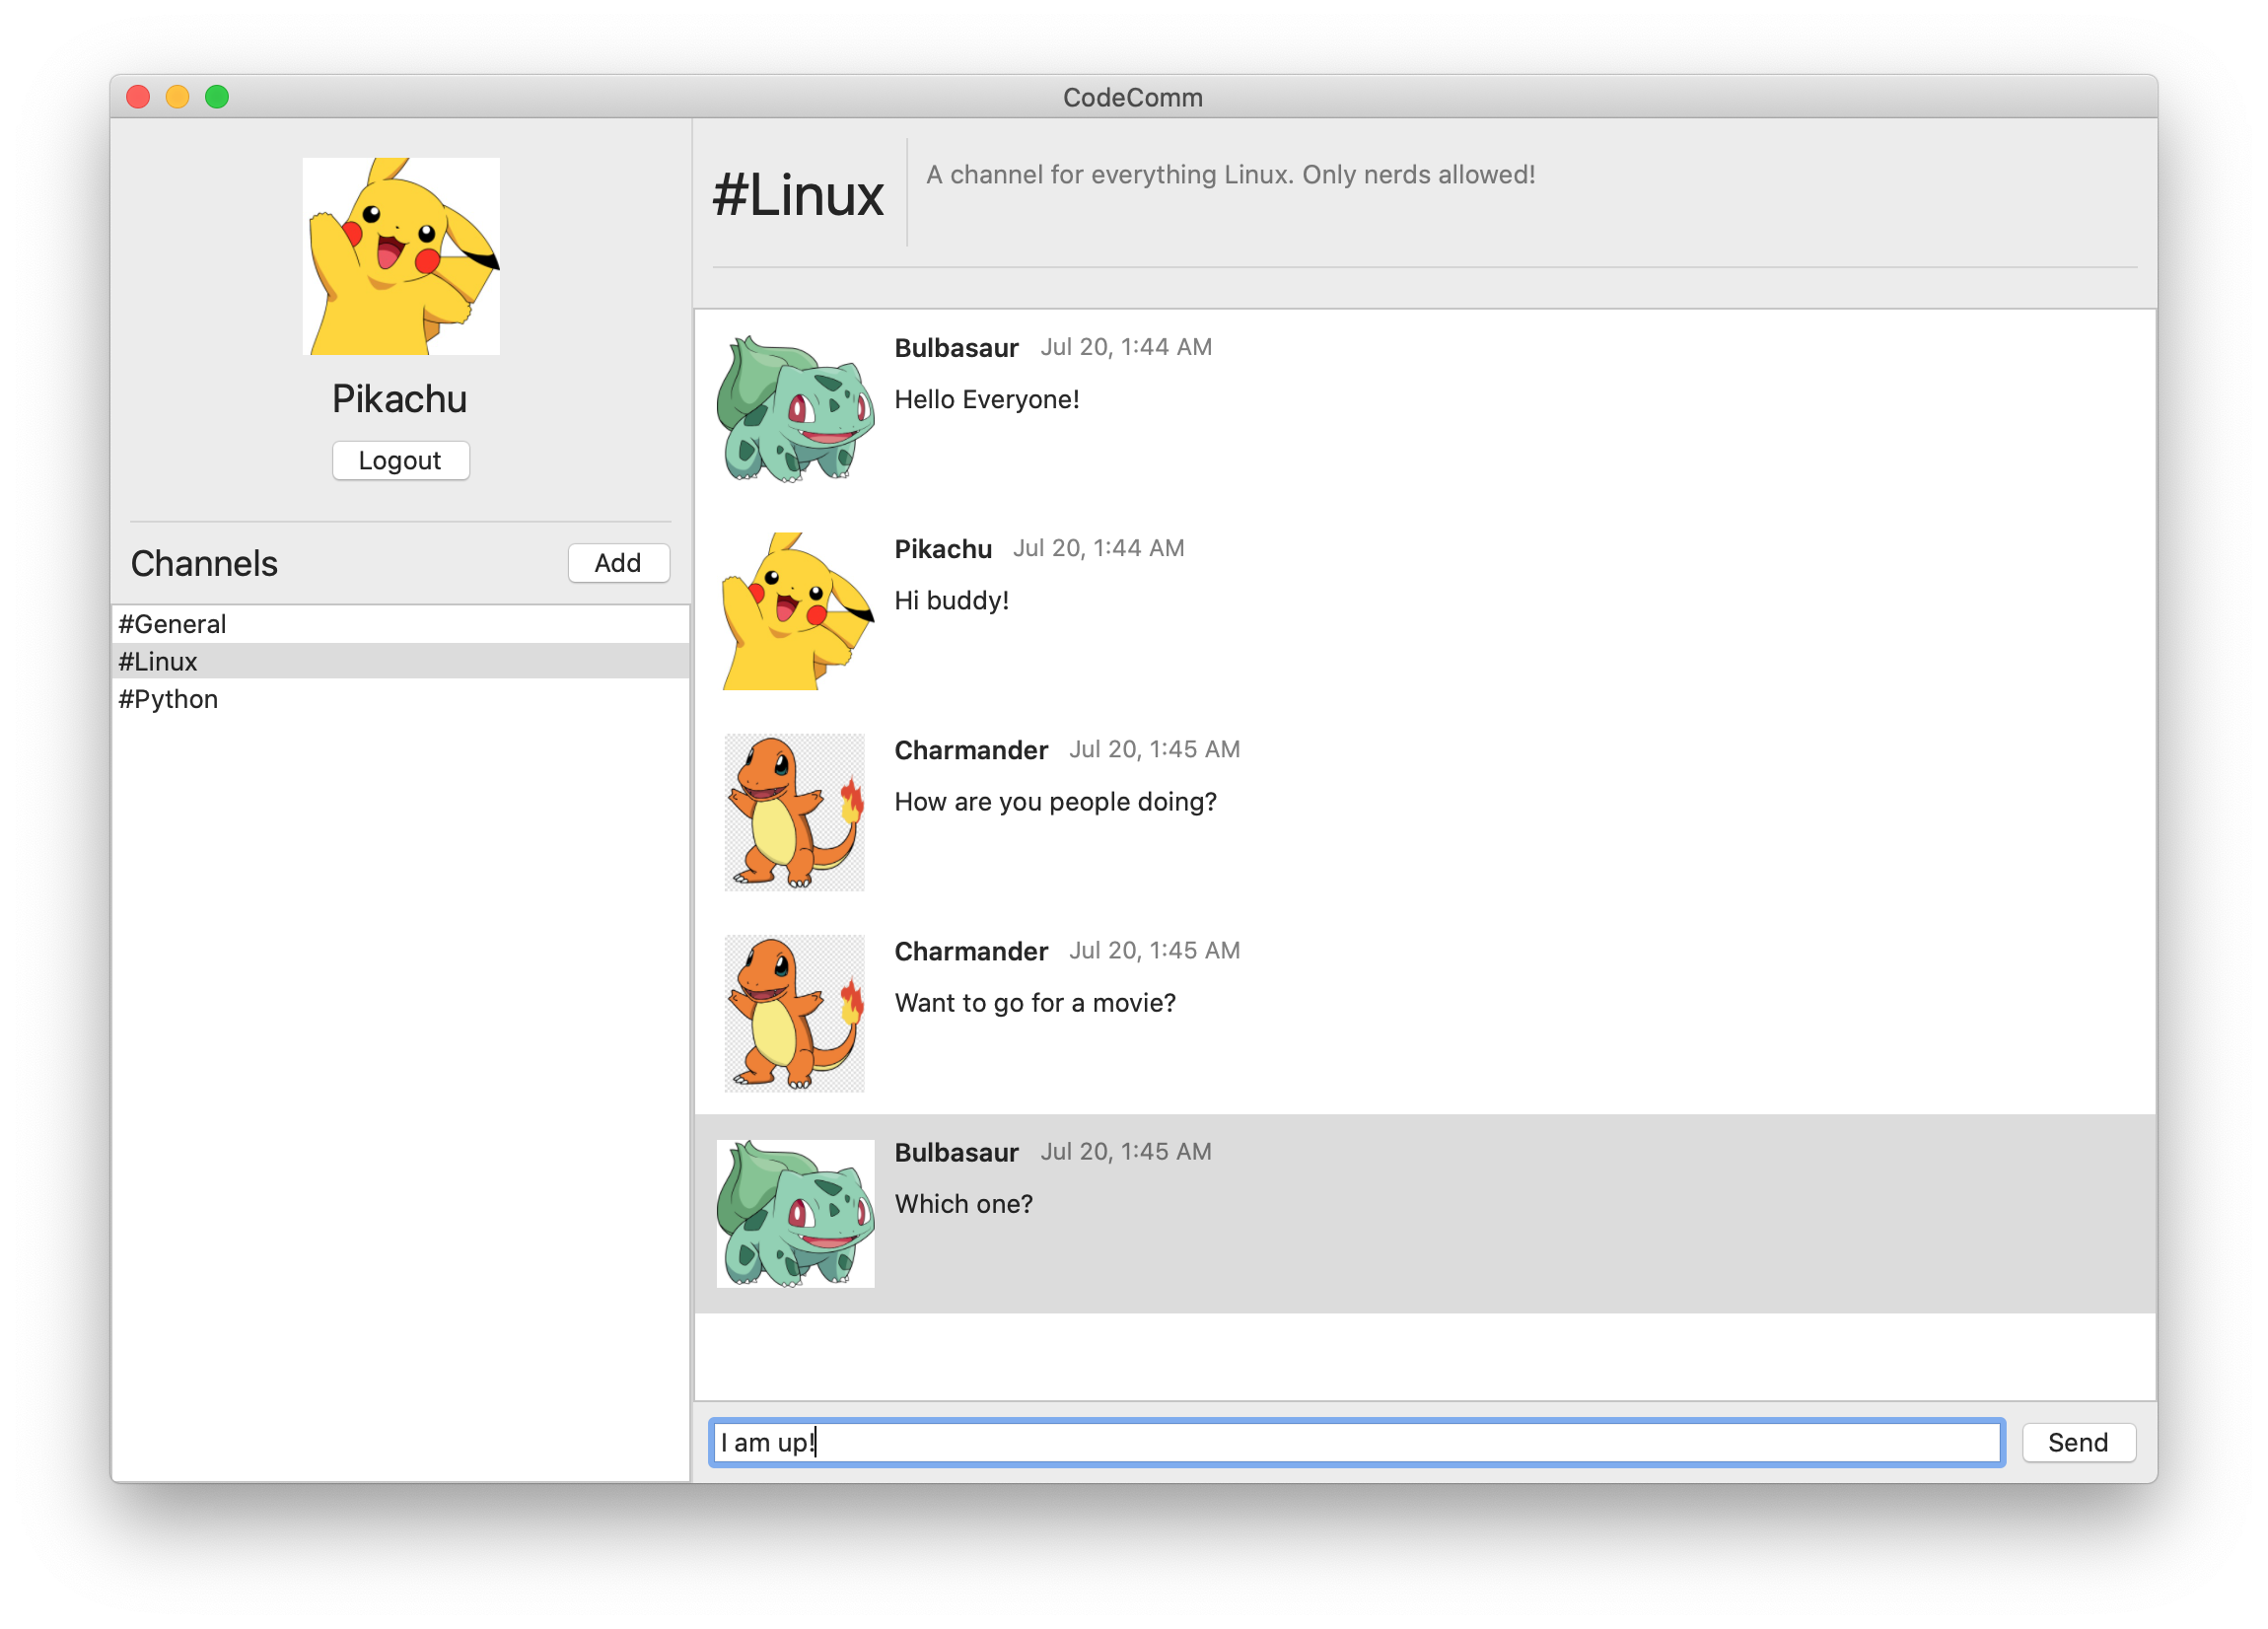 CodeComm
Pikachu
Logout
Channels
Add
#General
#Linux
#Python
#Linux
A channel for everything Linux. Only nerds allowed!
Bulbasaur Jul 20, 1:44 AM
Hello Everyone!
Pikachu Jul 20, 1:44 AM
Hi buddy!
Charmander Jul 20, 1:45 AM
How are you people doing?
Charmander Jul 20, 1:45 AM
Want to go for a movie?
Bulbasaur Jul 20, 1:45 AM
Which one?
I am up!
Send